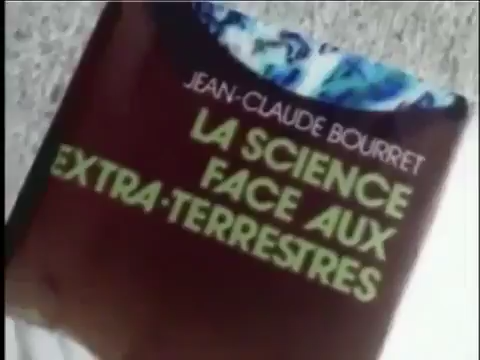 JEAN-CLAUDE BOURRET
LA SCIENCE
FACE AUX
EXTRA-TERRESTRES